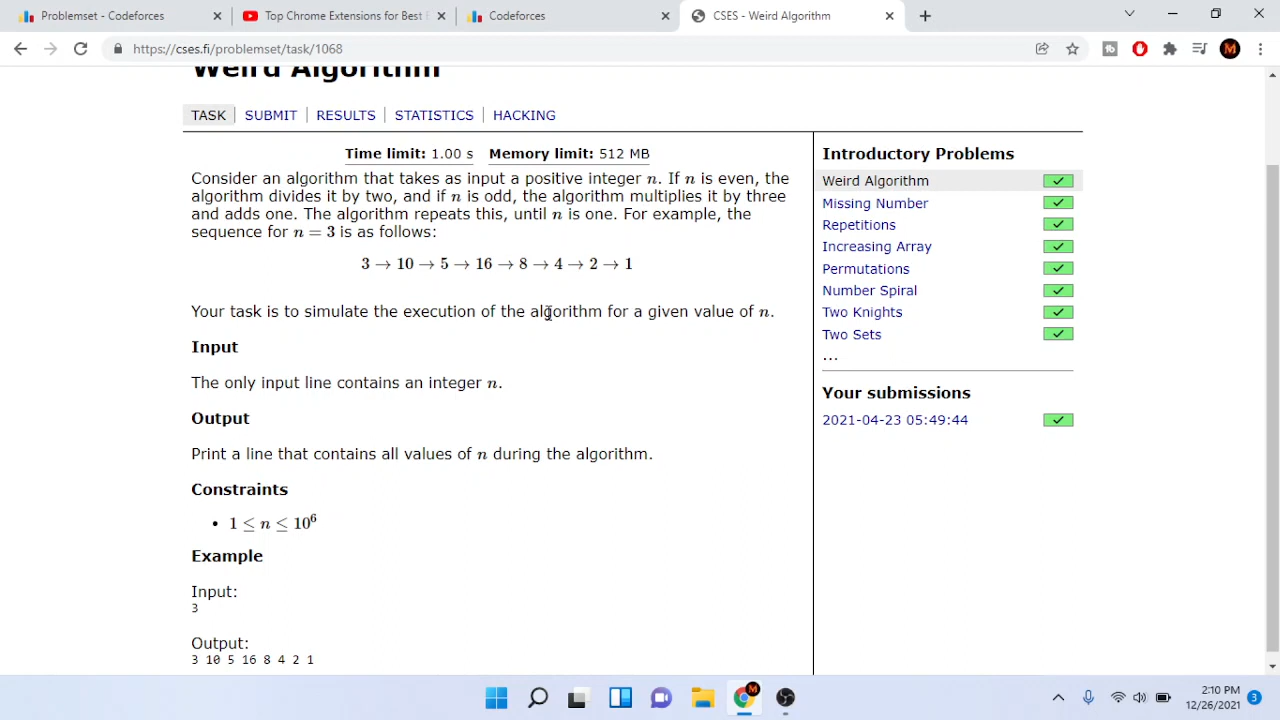 Problemset - Codeforces
Top Chrome Extensions for Best
Codeforces
CSES - Weird Algorithm
https://cses.fi/problemset/task/1068
M
Weird Algorithm
TASK
SUBMIT
RESULTS
STATISTICS
HACKING
Time limit: 1.00 s Memory limit: 512 MB
Consider an algorithm that takes as input a positive integer n. If n is even, the
algorithm divides it by two, and if n is odd, the algorithm multiplies it by three
and adds one. The algorithm repeats this, until n is one. For example, the
sequence for n = 3 is as follows:
3 → 10 → 5 → 16 → 8 → 4 → 2 → 1
Your task is to simulate the execution of the algorithm for a given value of n.
Input
The only input line contains an integer n.
Output
Print a line that contains all values of n during the algorithm.
Constraints
• 1 ≤ n ≤ 10⁶
Example
Input:
3
Output:
3 10 5 16 8 4 2 1
Introductory Problems
Weird Algorithm
Missing Number
Repetitions
Increasing Array
Permutations
Number Spiral
Two Knights
Two Sets
...
Your submissions
2021-04-23 05:49:44
M
2:10 PM
12/26/2021
3